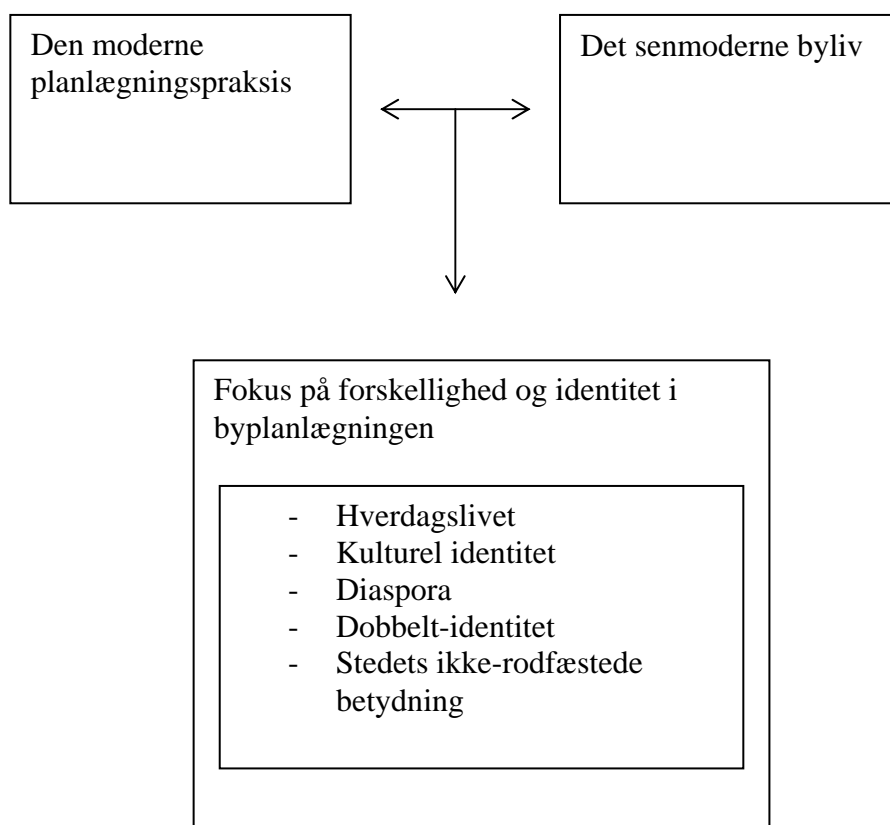 Den moderne
planlægningspraksis
Det senmoderne byliv
Fokus på forskellighed og identitet i
byplanlægningen
- Hverdagslivet
- Kulturel identitet
- Diaspora
- Dobbelt-identitet
- Stedets ikke-rodfæstede
betydning